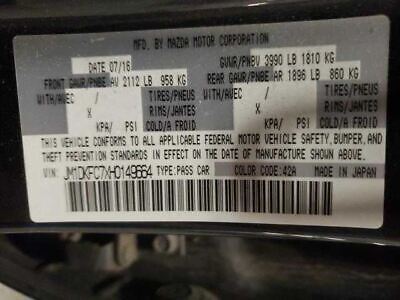 MFD. BY MAZDA MOTOR CORPORATION
DATE 07/16 GVWR/PNBV 3990 LB 1810 KG
FRONT GAWR/PNBE AV 2112 LB 958 KG REAR GAWR/PNBE AR 1896 LB 860 KG
WITH/AVEC / TIRES/PNEUS WITH/AVEC / TIRES/PNEUS
X RIMS/JANTES X RIMS/JANTES
KPA/ PSI COLD/A FROID KPA/ PSI COLD/A FROID
THIS VEHICLE CONFORMS TO ALL APPLICABLE FEDERAL MOTOR VEHICLE SAFETY, BUMPER, AND
THEFT PREVENTION STANDARDS IN EFFECT ON THE DATE OF MANUFACTURE SHOWN ABOVE.
VIN: JM1DKFC7XH0149664 TYPE:PASS CAR COLOR CODE:42A MADE IN JAPAN